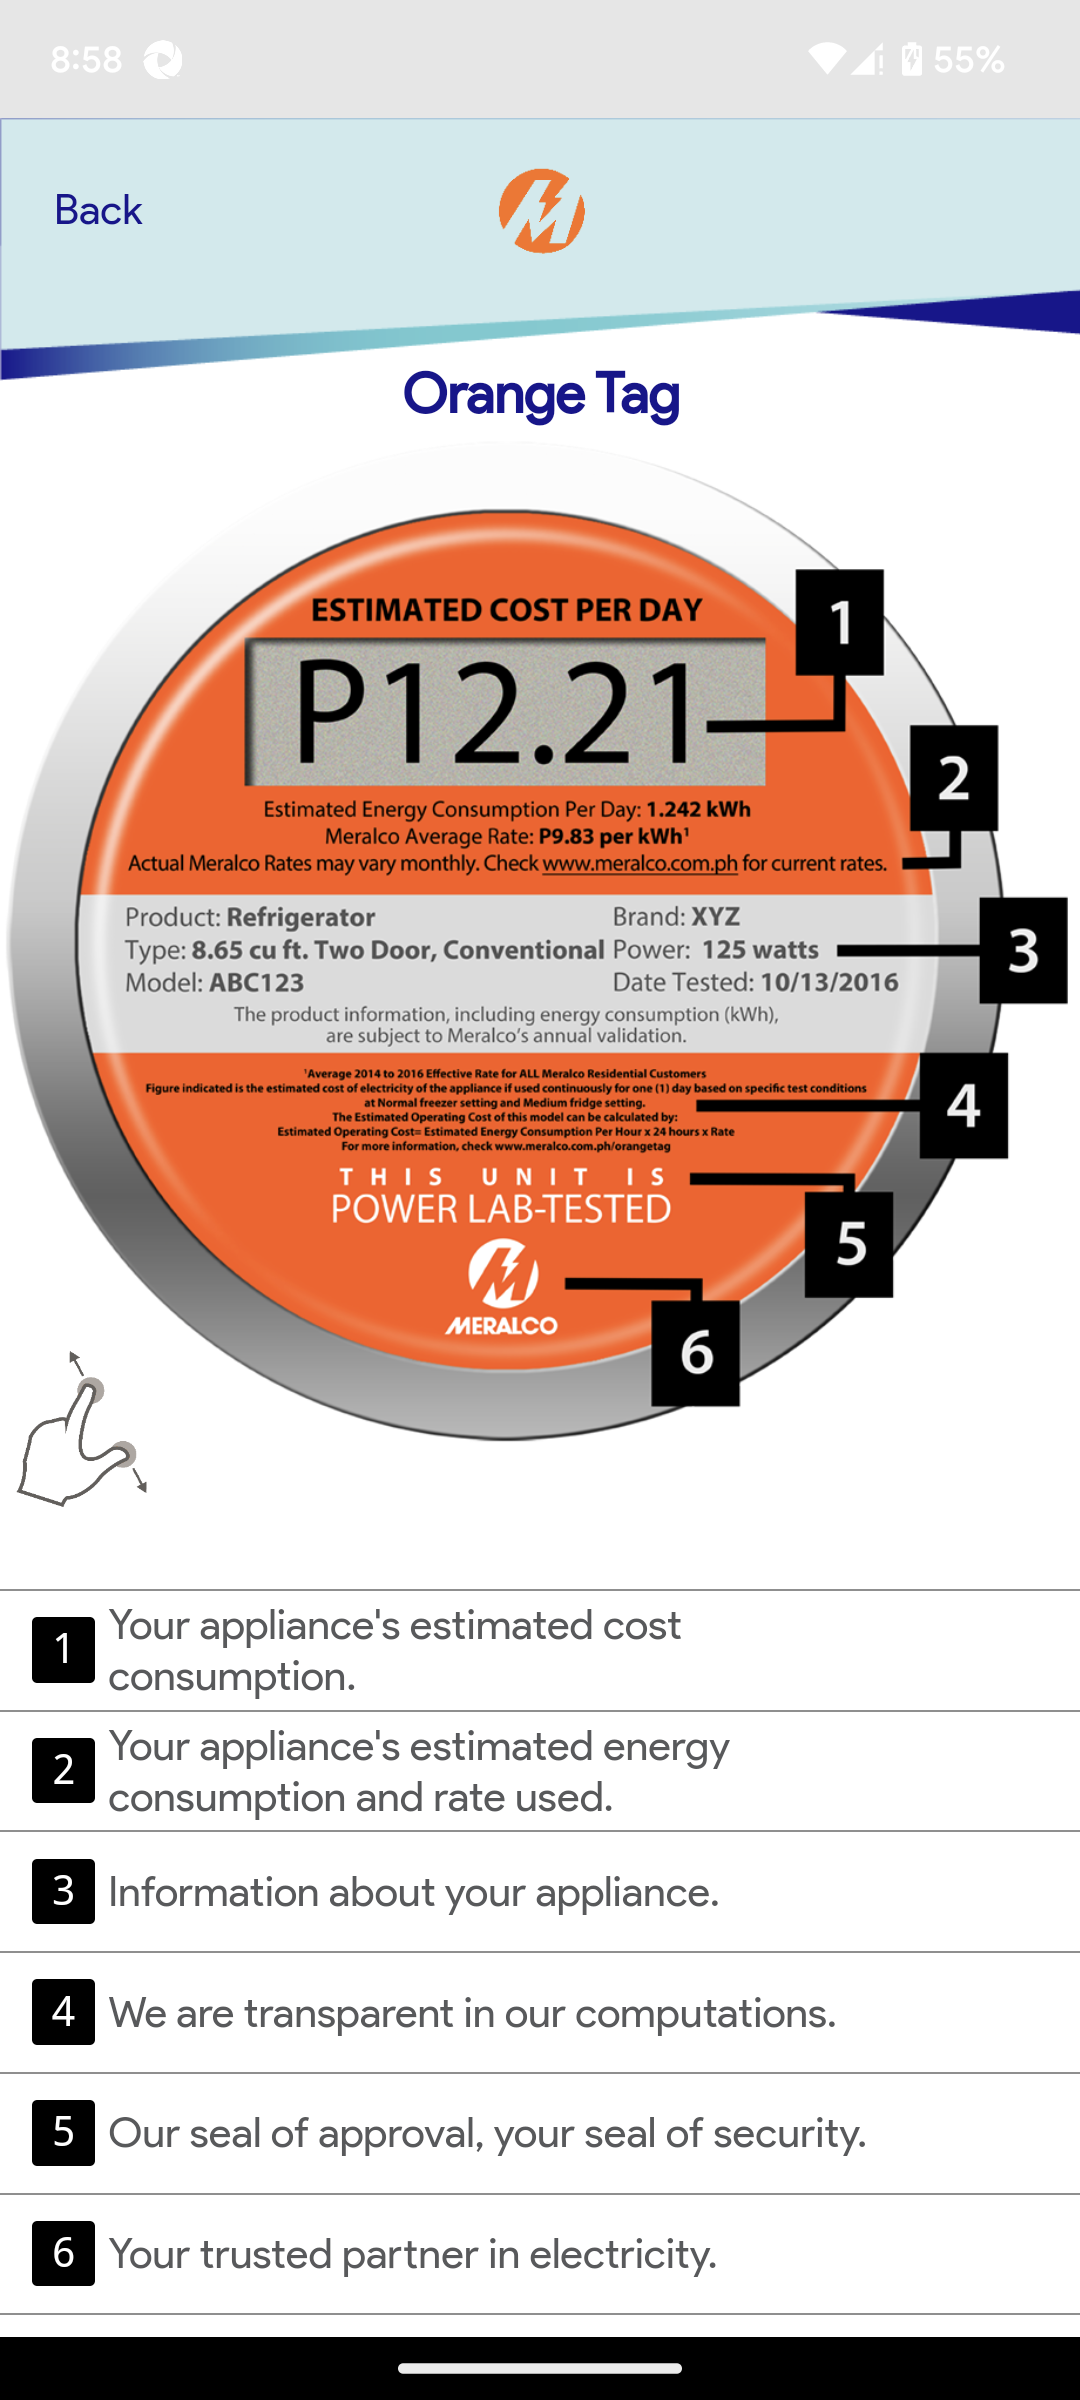 8:58
55%
Back
Orange Tag
ESTIMATED COST PER DAY
P12.21
1
2
Estimated Energy Consumption Per Day: 1.242 kWh
Meralco Average Rate: P9.83 per kWh¹
Actual Meralco Rates may vary monthly. Check www.meralco.com.ph for current rates.
Product: Refrigerator Brand: XYZ
Type: 8.65 cu ft. Two Door, Conventional Power: 125 watts
3
Model: ABC123 Date Tested: 10/13/2016
The product information, including energy consumption (kWh),
are subject to Meralco's annual validation.
¹Average 2014 to 2016 Effective Rate for ALL Meralco Residential Customers
Figure indicated is the estimated cost of electricity of the appliance if used continuously for one (1) day based on specific test conditions
at Normal freezer setting and Medium fridge setting.
4
The Estimated Operating Cost of this model can be calculated by:
Estimated Operating Cost= Estimated Energy Consumption Per Hour x 24 hours x Rate
For more information, check www.meralco.com.ph/orangetag
THIS UNIT IS
POWER LAB-TESTED
5
MERALCO
6
1 Your appliance's estimated cost
consumption.
2 Your appliance's estimated energy
consumption and rate used.
3 Information about your appliance.
4 We are transparent in our computations.
5 Our seal of approval, your seal of security.
6 Your trusted partner in electricity.